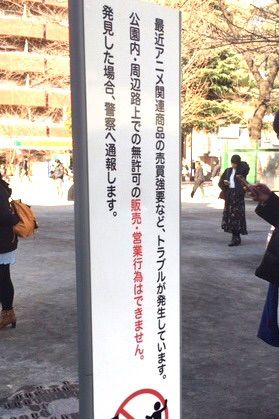 最近アニメ関連商品の売買強要など、トラブルが発生しています。
公園内・周辺路上での無許可の販売・営業行為はできません。
発見した場合、警察へ通報します。